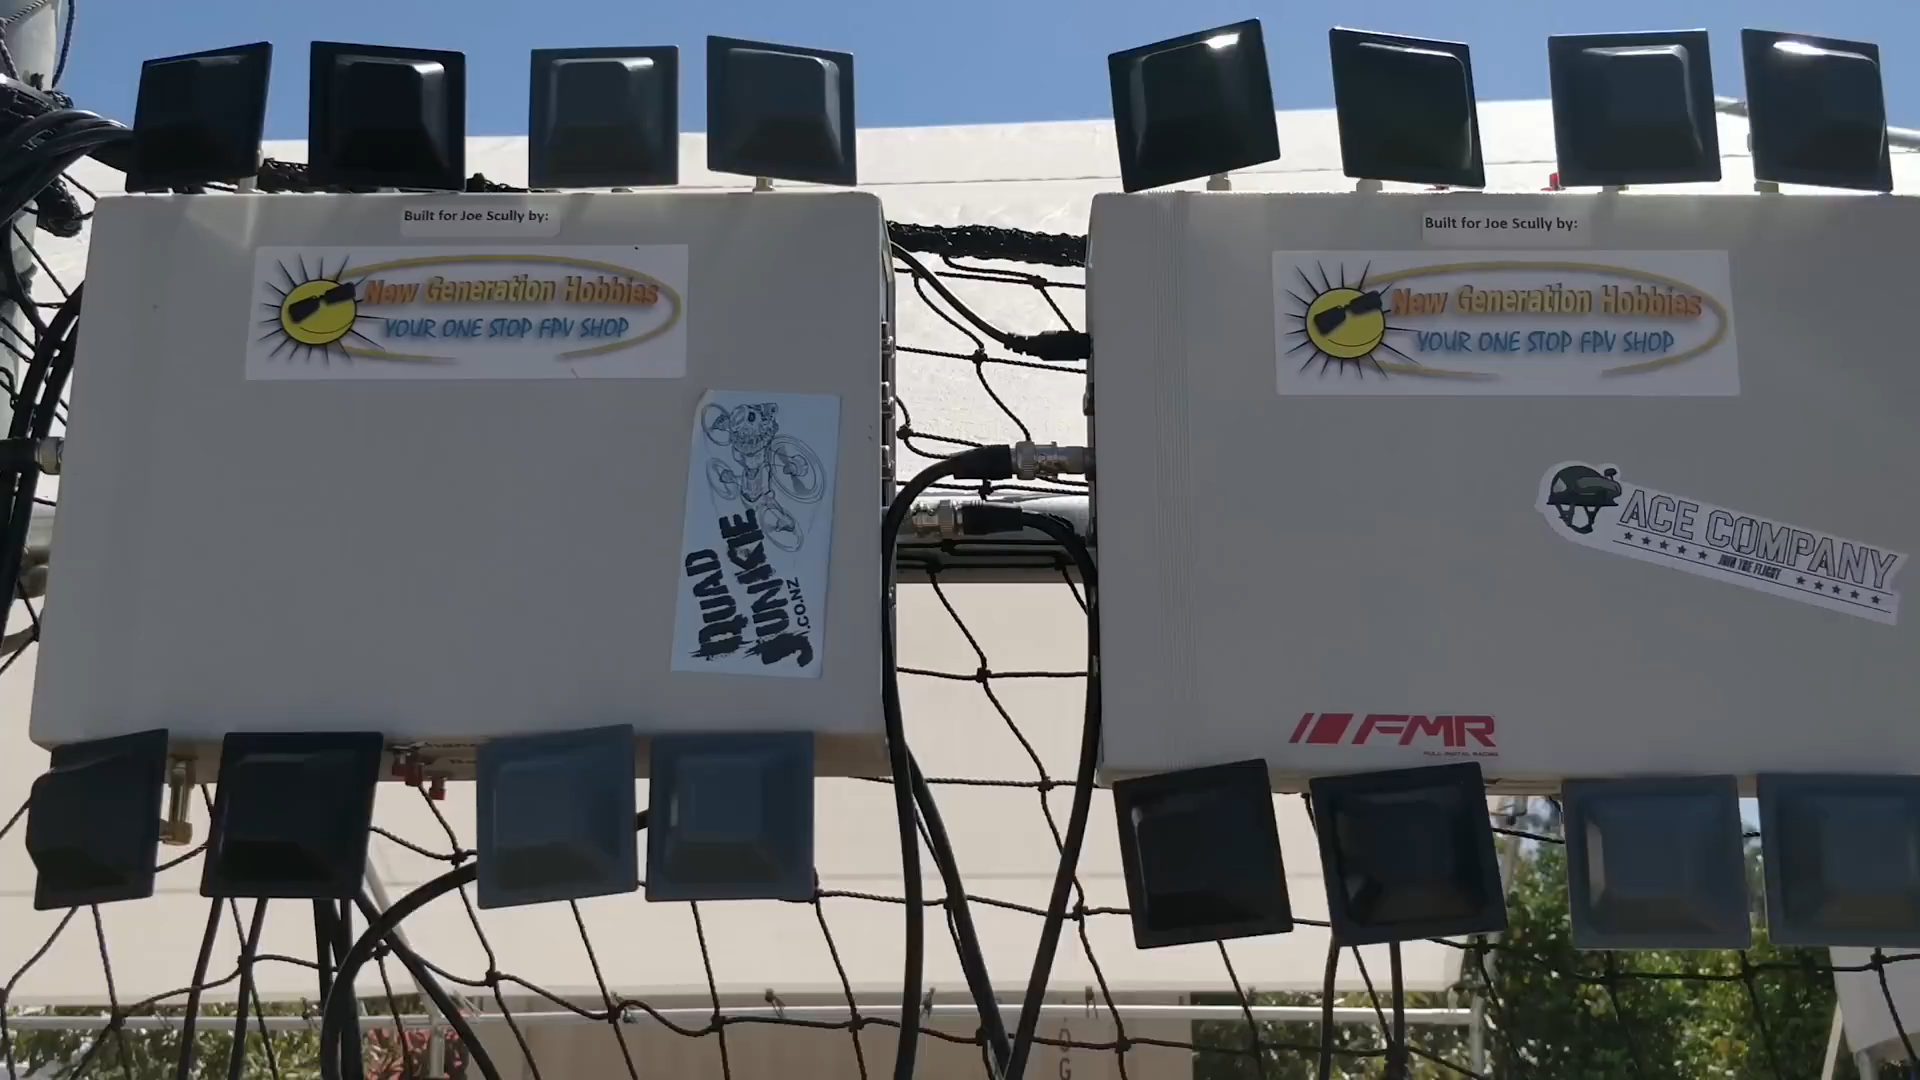 Built for Joe Scully by:
New Generation Hobbies
YOUR ONE STOP FPV SHOP
QUAD
JUNKIE
.CO.NZ
Built for Joe Scully by:
New Generation Hobbies
YOUR ONE STOP FPV SHOP
ACE COMPANY
JOIN THE FLIGHT
FMR